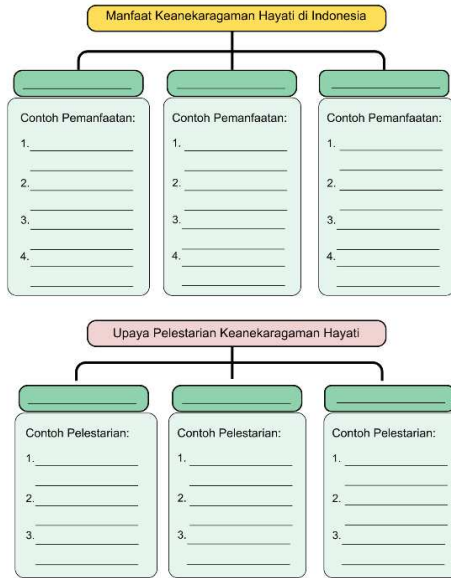 Manfaat Keanekaragaman Hayati di Indonesia
Contoh Pemanfaatan:
1.
2.
3.
4.
Contoh Pemanfaatan:
1.
2.
3.
4.
Contoh Pemanfaatan:
1.
2.
3.
4.
Upaya Pelestarian Keanekaragaman Hayati
Contoh Pelestarian:
1.
2.
3.
Contoh Pelestarian:
1.
2.
3.
Contoh Pelestarian:
1.
2.
3.